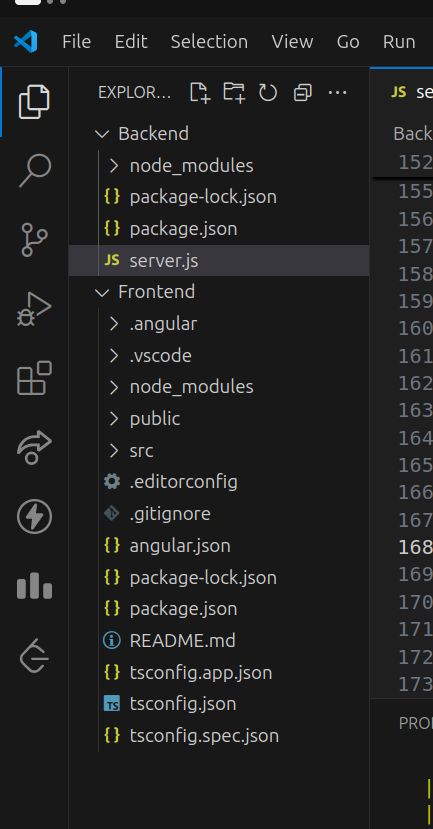 File Edit Selection View Go Run
EXPLOR... ...
JS se
Backend
Back
node_modules
152
{} package-lock.json
155
{} package.json
156
157
JS server.js
158
Frontend
159
.angular
160
.vscode
161
node_modules
162
public
163
src
164
.editorconfig
165
.gitignore
166
{} angular.json
167
{} package-lock.json
168
{} package.json
169
README.md
170
{} tsconfig.app.json
171
TS tsconfig.json
172
{} tsconfig.spec.json
173
PRO